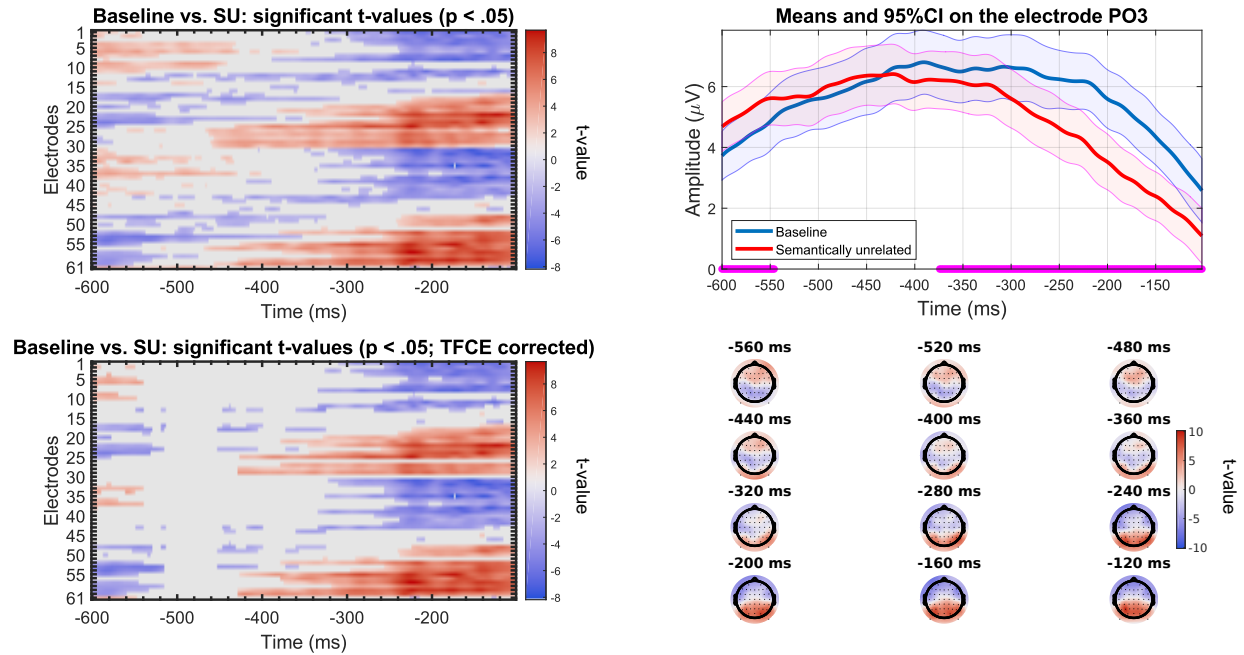 Baseline vs. SU: significant t-values (p < .05)
1
5
10
15
20
25
30
35
40
45
50
55
61
Electrodes
-600 -500 -400 -300 -200
Time (ms)
8
6
4
2
0
-2
-4
-6
-8
t-value
Means and 95%CI on the electrode PO3
6
4
2
0
Amplitude (μV)
Baseline
Semantically unrelated
-600 -550 -500 -450 -400 -350 -300 -250 -200 -150
Time (ms)
Baseline vs. SU: significant t-values (p < .05; TFCE corrected)
1
5
10
15
20
25
30
35
40
45
50
55
61
Electrodes
-600 -500 -400 -300 -200
Time (ms)
8
6
4
2
0
-2
-4
-6
-8
t-value
-560 ms -520 ms -480 ms
-440 ms -400 ms -360 ms
-320 ms -280 ms -240 ms
-200 ms -160 ms -120 ms
10
5
0
-5
-10
t-value